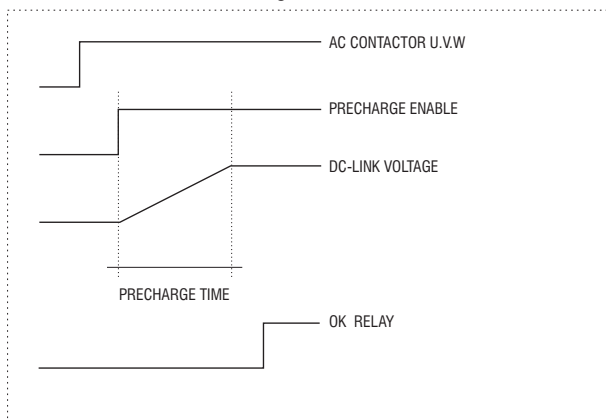 AC CONTACTOR U.V.W
PRECHARGE ENABLE
DC-LINK VOLTAGE
PRECHARGE TIME
OK RELAY